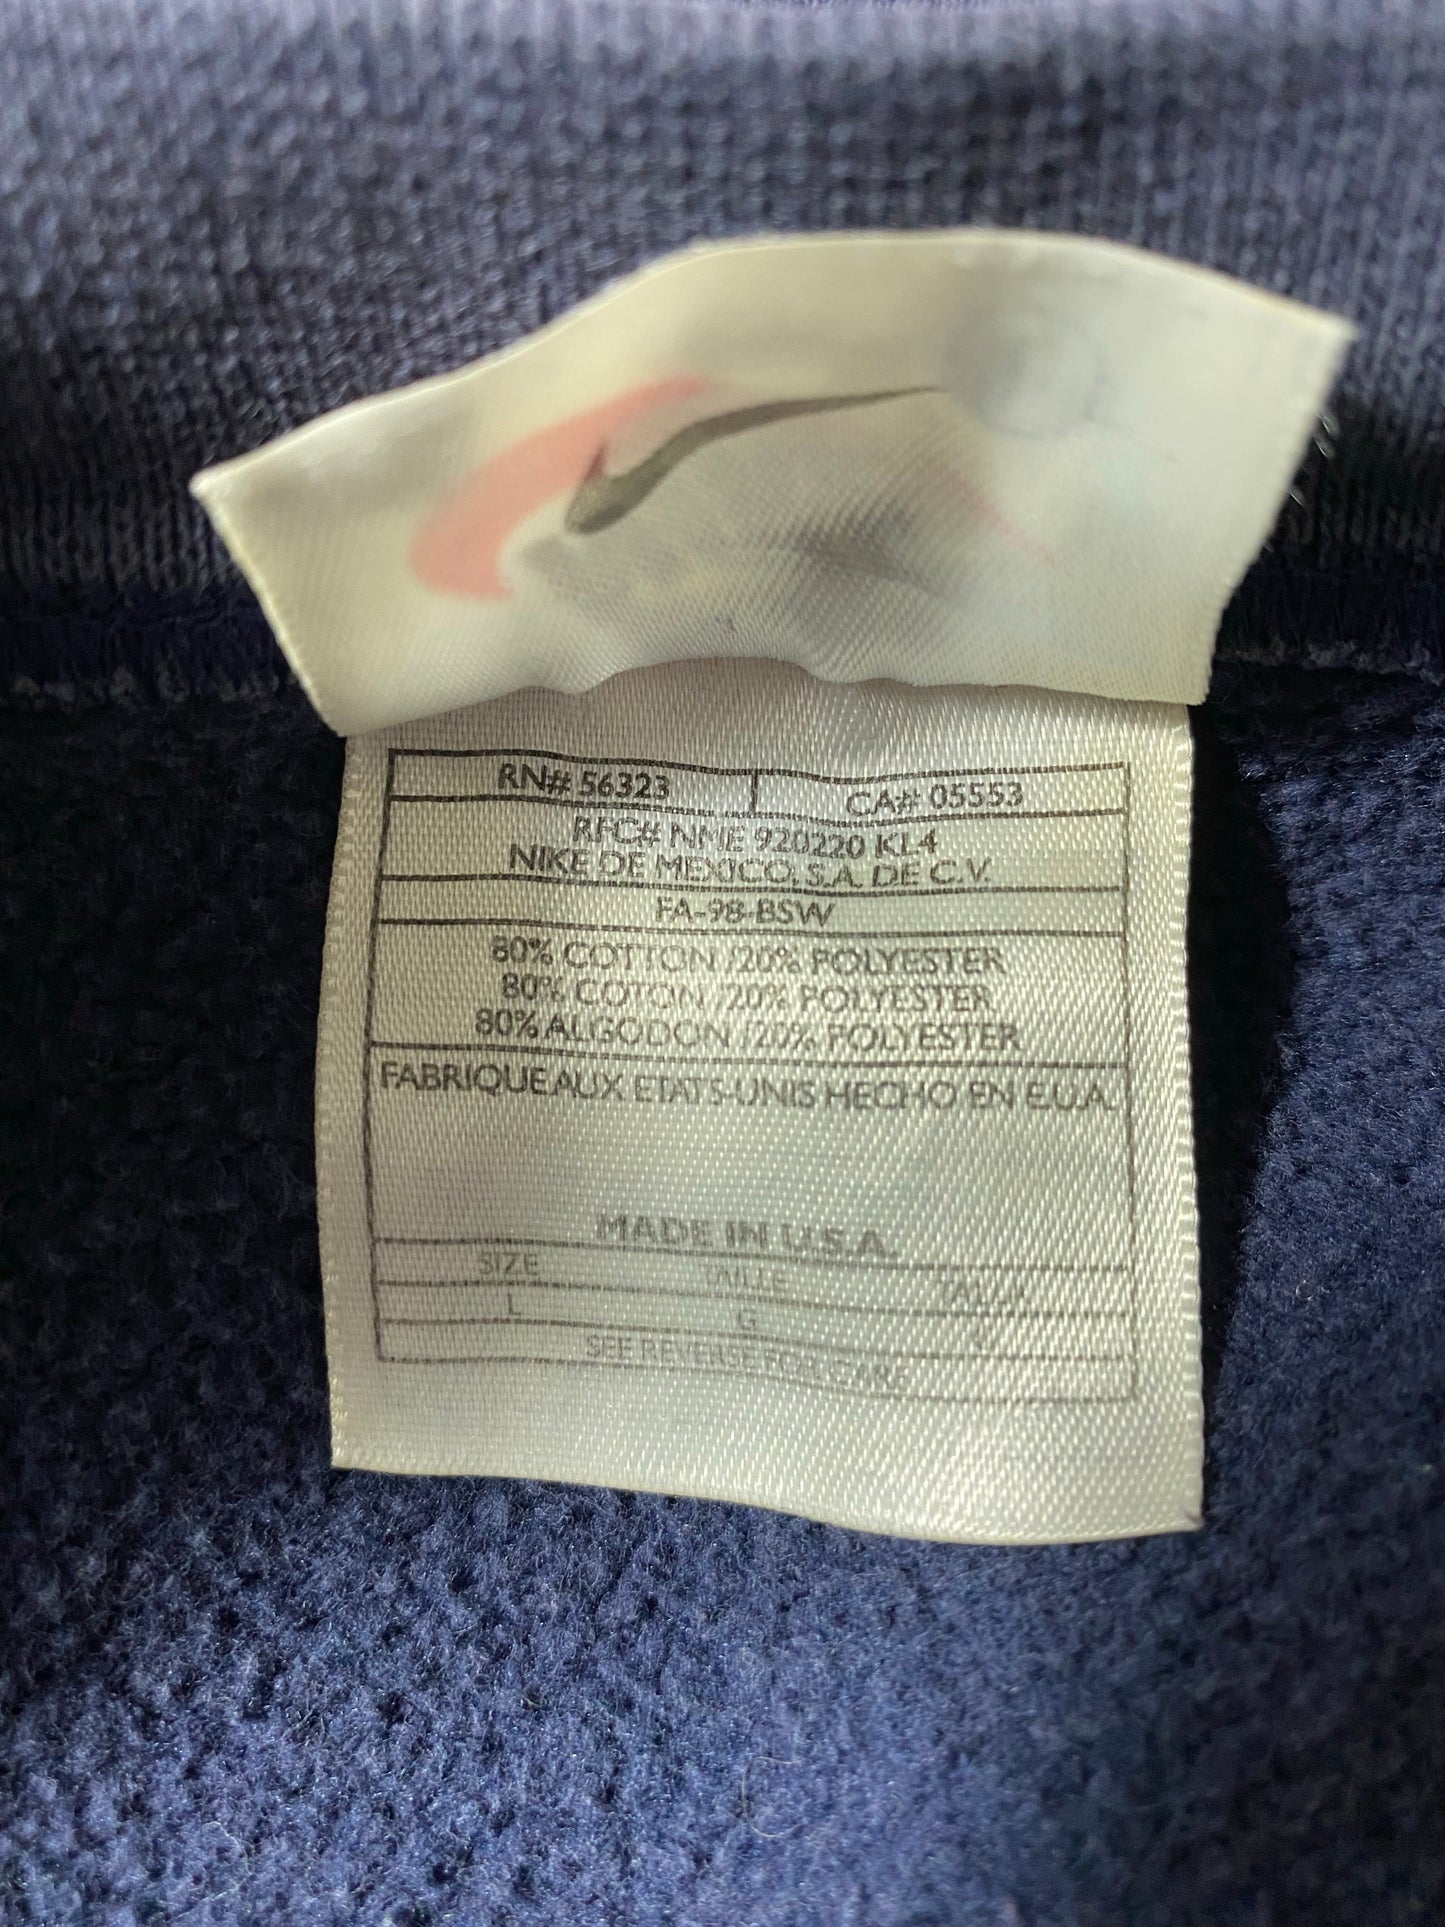 RN# 56323 CA# 05553
RFC# NME 920220 KL4
NIKE DE MEXICO, S.A. DE C.V.
FA-98-BSW
80% COTTON /20% POLYESTER
80% COTON /20% POLYESTER
80% ALGODON /20% POLYESTER
FABRIQUE AUX ETATS-UNIS HECHO EN E.U.A.
MADE IN U.S.A.
SIZE TAILLE TALLA
L G
SEE REVERSE FOR CARE